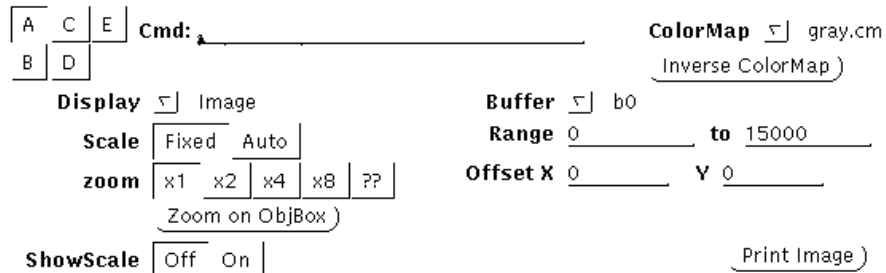 A C E Cmd: ColorMap gray.cm
B D Inverse ColorMap
Display Image Buffer b0
Scale Fixed Auto Range 0 to 15000
zoom x1 x2 x4 x8 ?? Offset X 0 Y 0
Zoom on ObjBox
ShowScale Off On Print Image